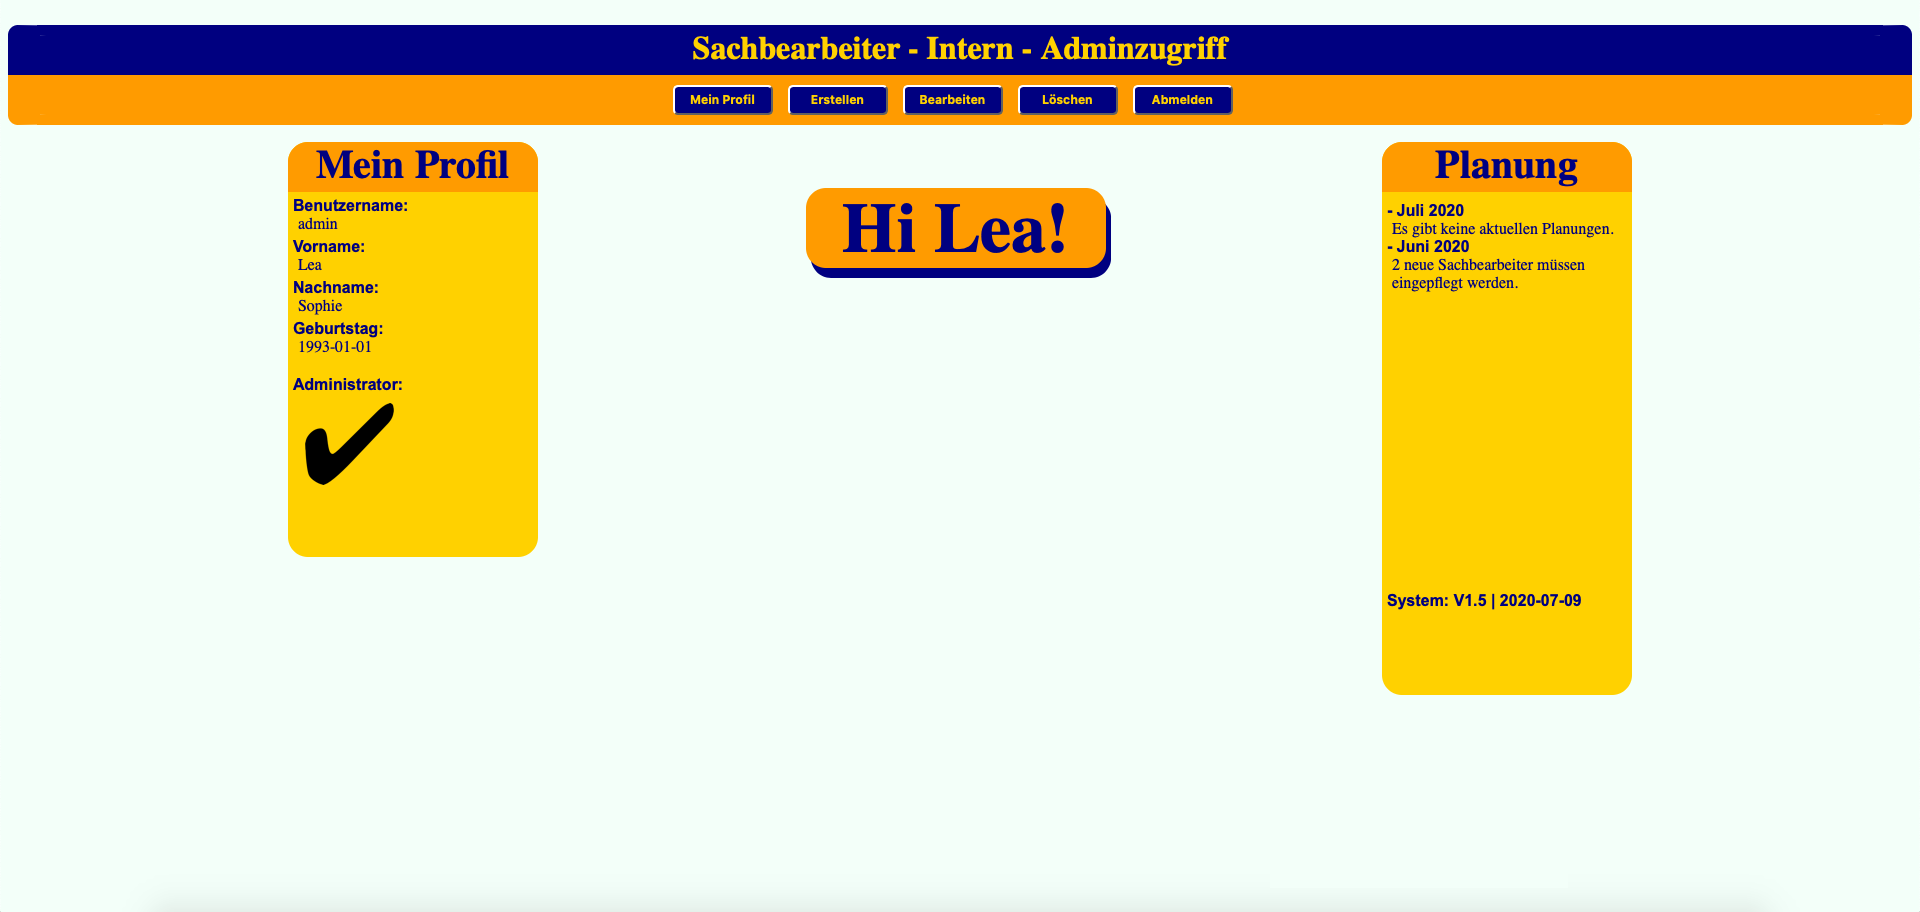 Sachbearbeiter - Intern - Adminzugriff
Mein Profil
Erstellen
Bearbeiten
Löschen
Abmelden
Mein Profil
Benutzername:
admin
Vorname:
Lea
Nachname:
Sophie
Geburtstag:
1993-01-01
Administrator:
✔
Hi Lea!
Planung
- Juli 2020
Es gibt keine aktuellen Planungen.
- Juni 2020
2 neue Sachbearbeiter müssen
eingepflegt werden.
System: V1.5 | 2020-07-09